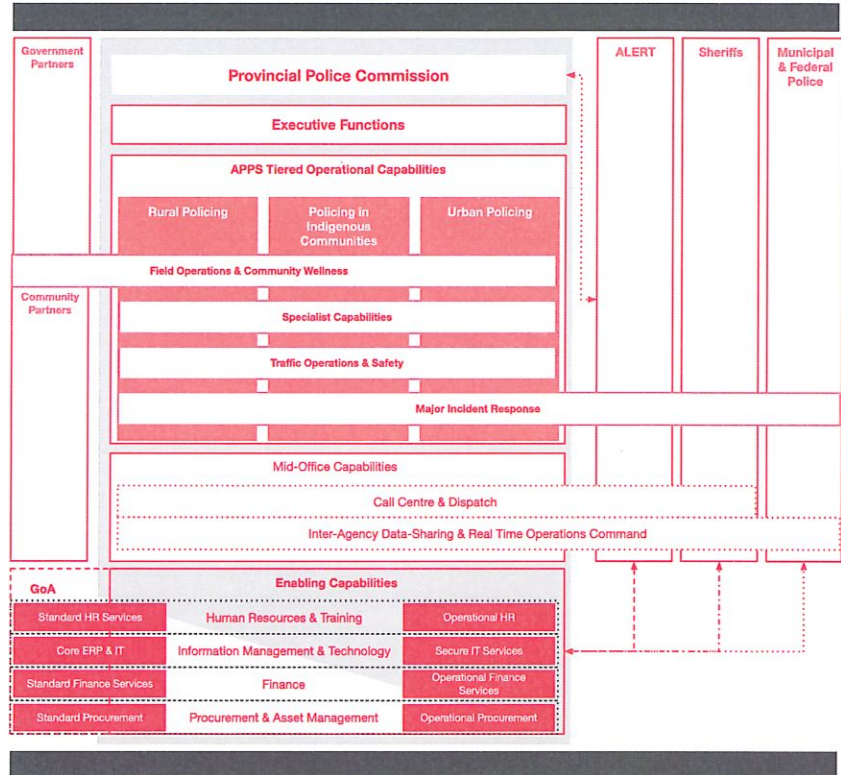 Government
Partners
Provincial Police Commission
ALERT
Sheriffs
Municipal
& Federal
Police
Executive Functions
APPS Tiered Operational Capabilities
Rural Policing
Policing in
Indigenous
Communities
Urban Policing
Field Operations & Community Wellness
Community
Partners
Specialist Capabilities
Traffic Operations & Safety
Major Incident Response
Mid-Office Capabilities
Call Centre & Dispatch
Inter-Agency Data-Sharing & Real Time Operations Command
GoA
Enabling Capabilities
Standard HR Services
Human Resources & Training
Operational HR
Core ERP & IT
Information Management & Technology
Secure IT Services
Standard Finance Services
Finance
Operational Finance
Services
Standard Procurement
Procurement & Asset Management
Operational Procurement